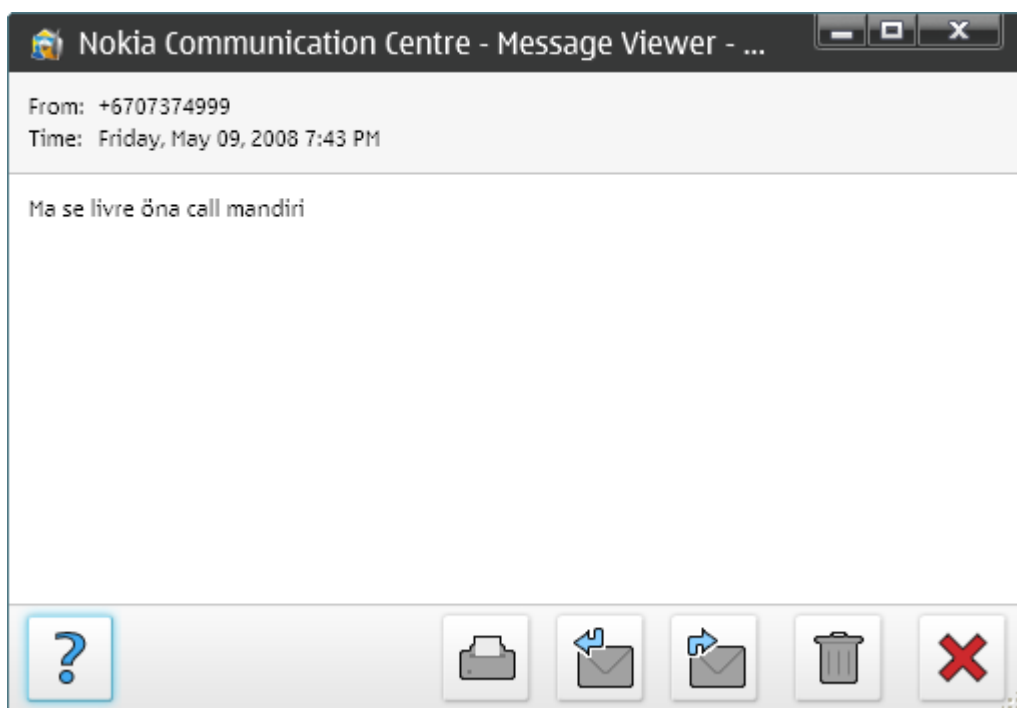 Nokia Communication Centre - Message Viewer - ...
From: +6707374999
Time: Friday, May 09, 2008 7:43 PM
Ma se livre öna call mandiri